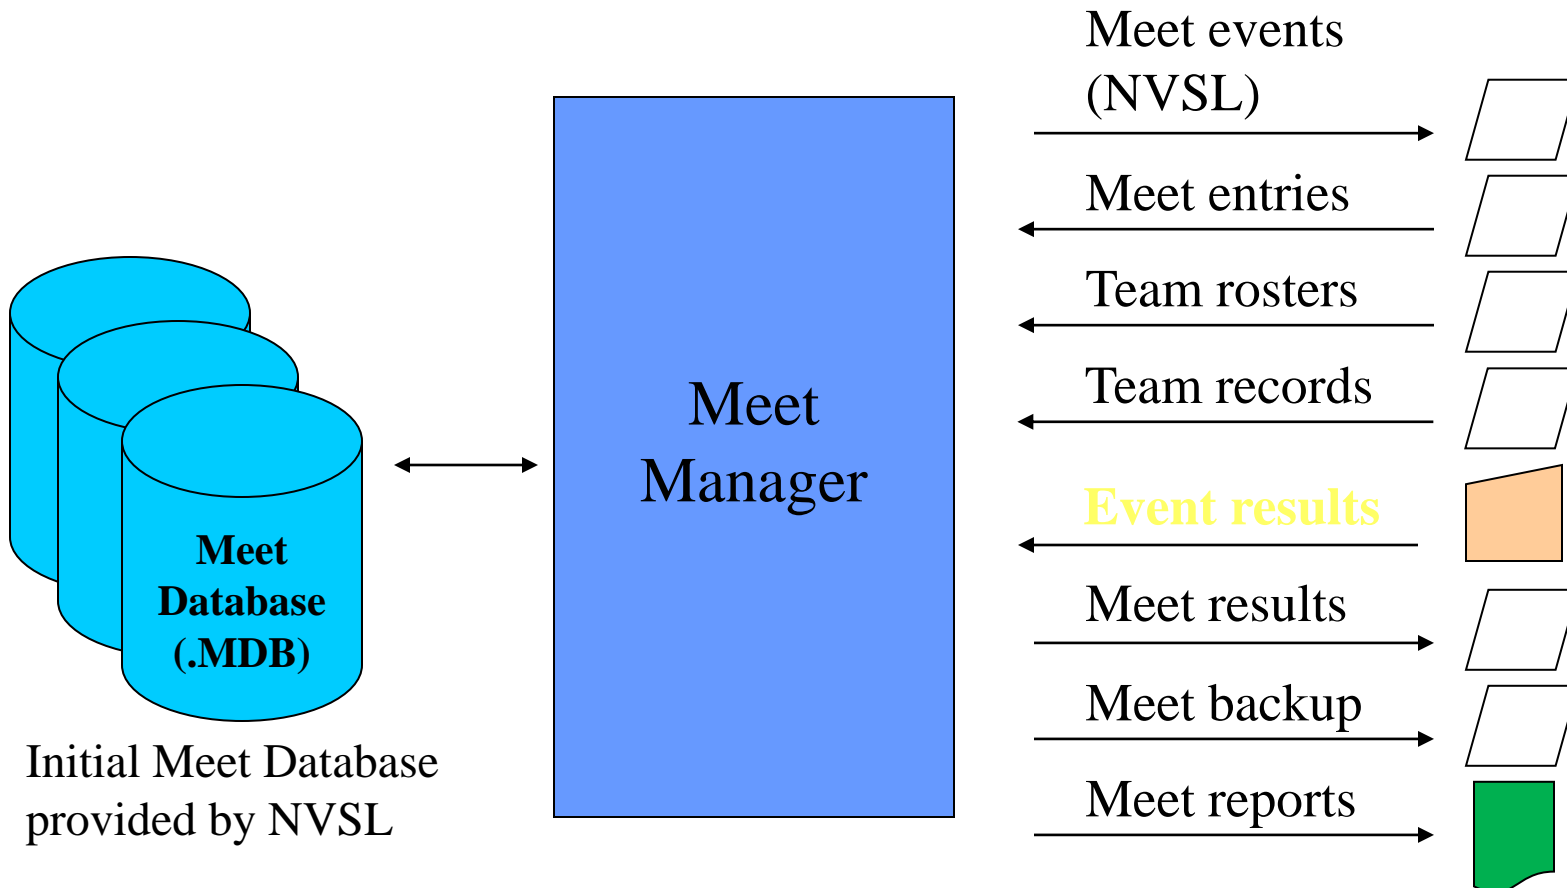 Meet
Database
(.MDB)
Initial Meet Database
provided by NVSL
Meet
Manager
Meet events
(NVSL)
Meet entries
Team rosters
Team records
Event results
Meet results
Meet backup
Meet reports